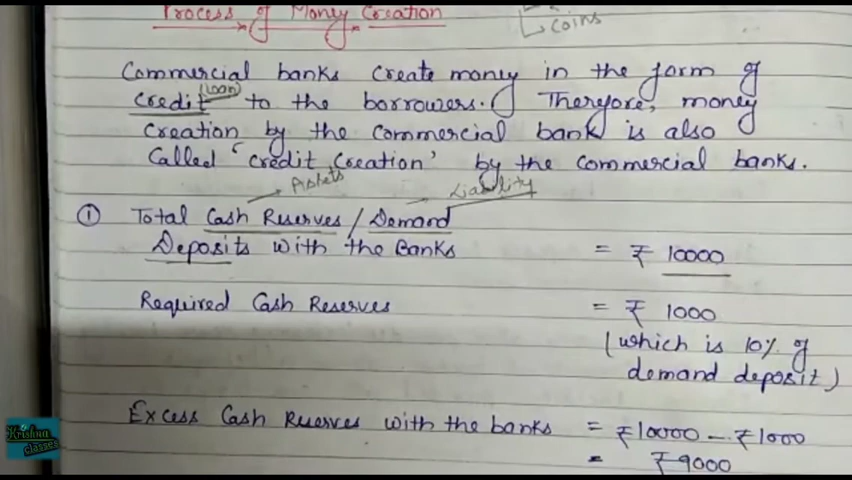 Process of Money Creation
Coins
Commercial banks create money in the form of
(Loan)
credit to the borrowers. Therefore, money
creation by the commercial bank is also
Called 'credit creation' by the commercial banks.
Liability
① Total Cash Reserves / Demand
Deposits with the Banks = ₹ 10000
Required Cash Reserves = ₹ 1000
(which is 10% of
demand deposit)
Excess Cash Reserves with the banks = ₹10000 - ₹1000
= ₹9000
Krishna
classes